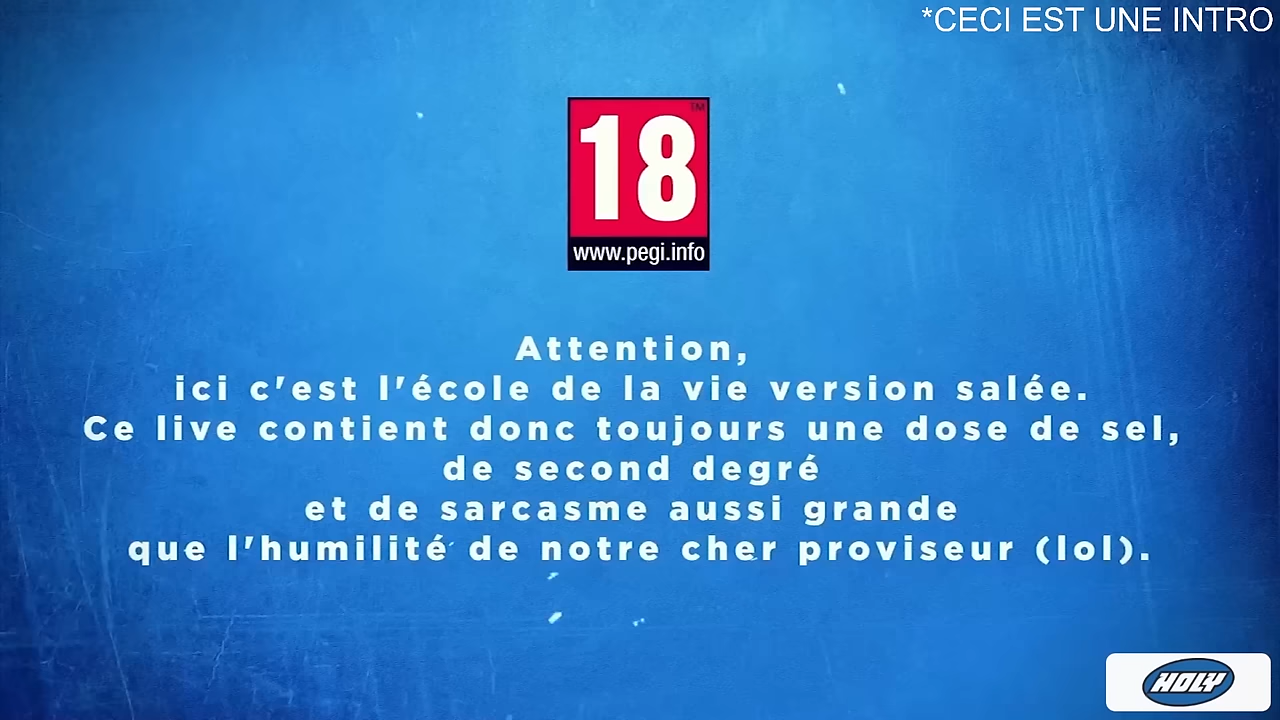 *CECI EST UNE INTRO
18
TM
www.pegi.info
Attention,
ici c'est l'école de la vie version salée.
Ce live contient donc toujours une dose de sel,
de second degré
et de sarcasme aussi grande
que l'humilité de notre cher proviseur (lol).
HOLY